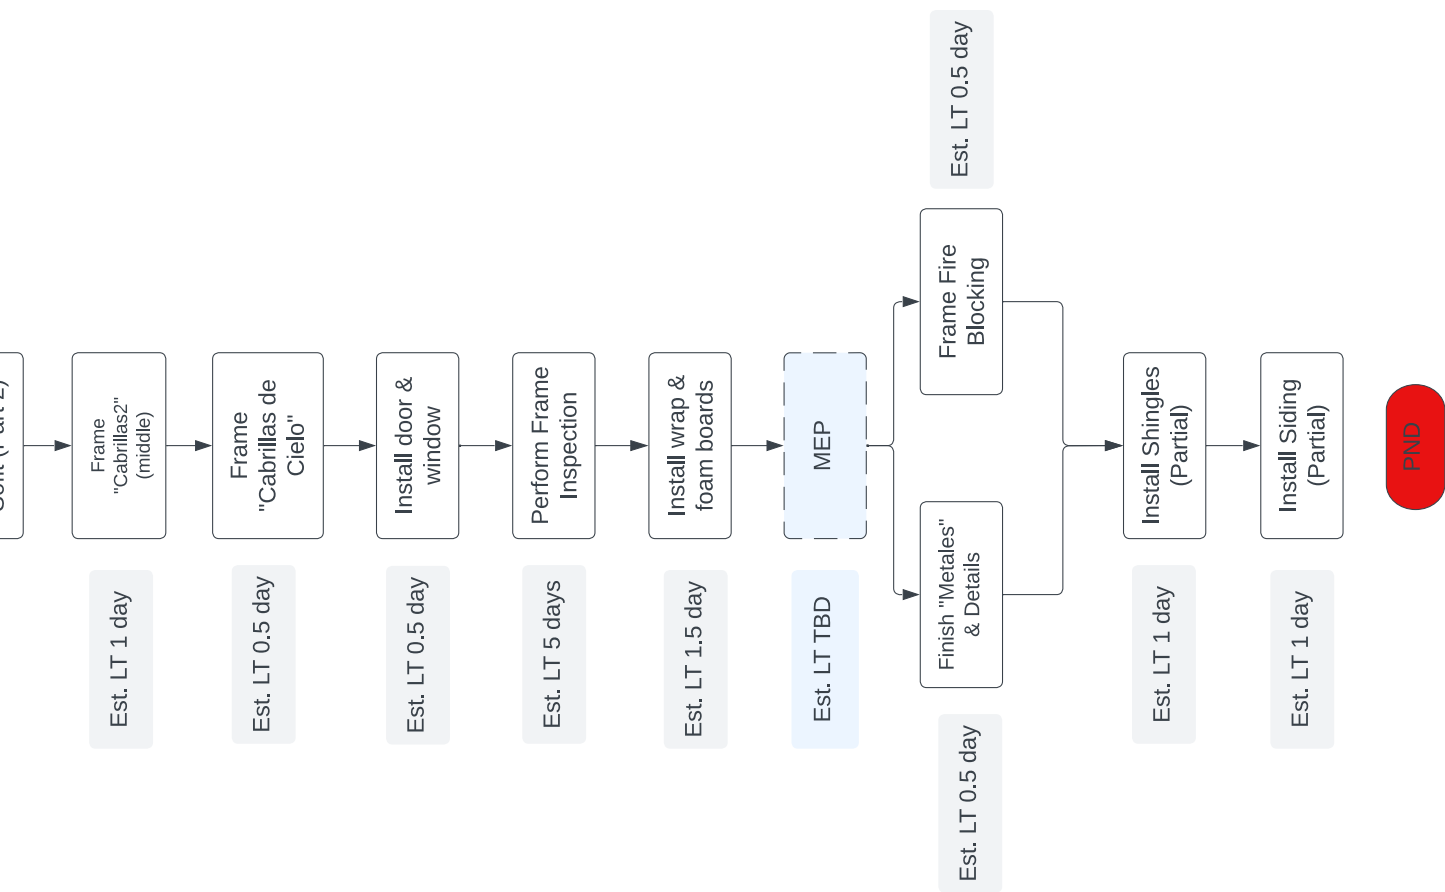 Frame
"Cabrillas2"
(middle)
Est. LT 1 day
Frame
"Cabrillas de
Cielo"
Est. LT 0.5 day
Install door &
window
Est. LT 0.5 day
Perform Frame
Inspection
Est. LT 5 days
Install wrap &
foam boards
Est. LT 1.5 day
MEP
Est. LT TBD
Est. LT 0.5 day
Frame Fire
Blocking
Finish "Metales"
& Details
Est. LT 0.5 day
Install Shingles
(Partial)
Est. LT 1 day
Install Siding
(Partial)
Est. LT 1 day
PND